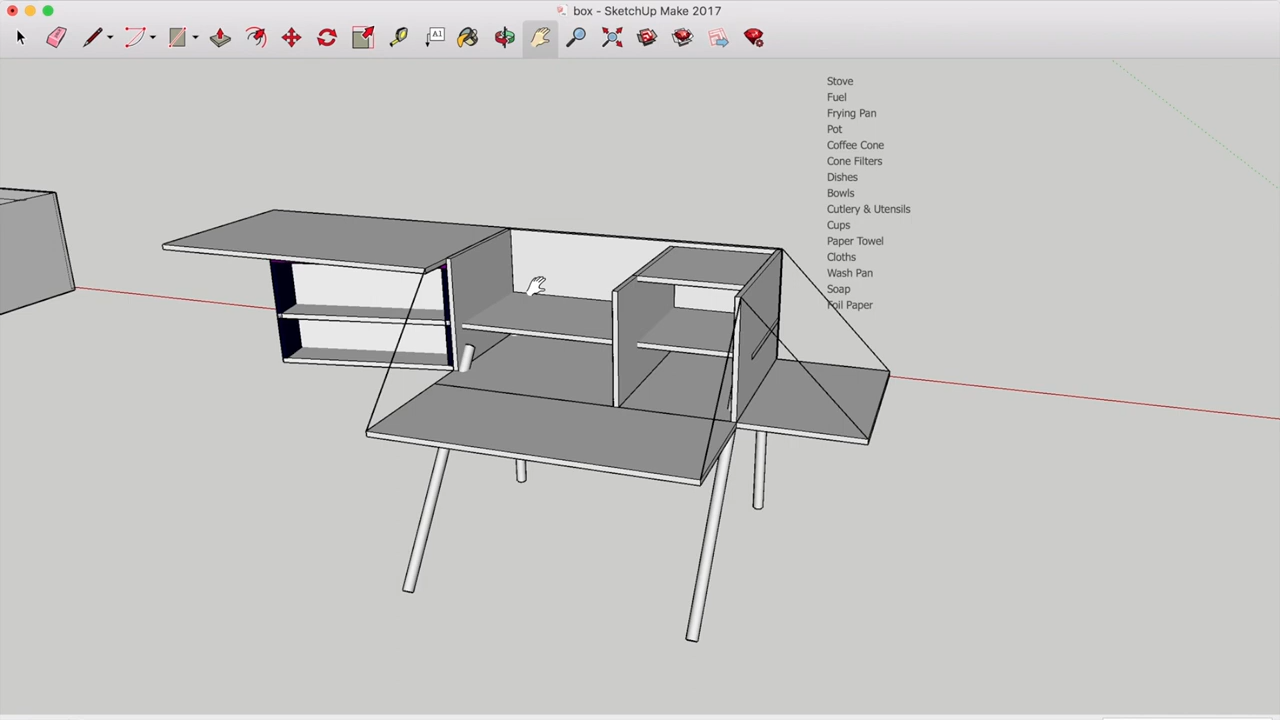 box - SketchUp Make 2017
A1
Stove
Fuel
Frying Pan
Pot
Coffee Cone
Cone Filters
Dishes
Bowls
Cutlery & Utensils
Cups
Paper Towel
Cloths
Wash Pan
Soap
Foil Paper